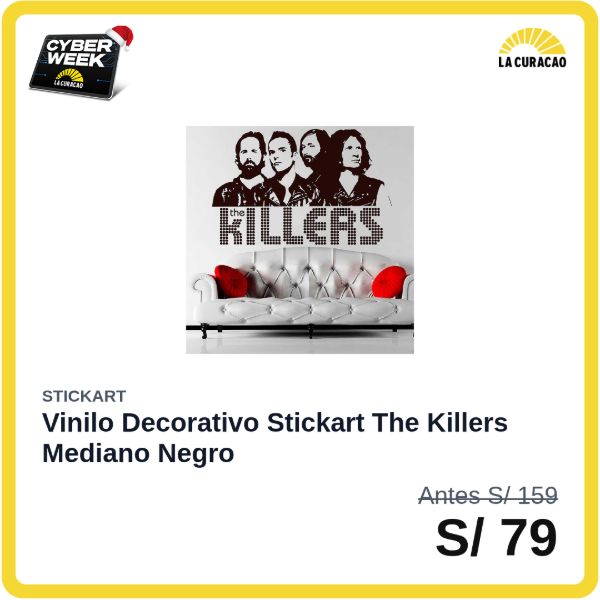 CYBER
WEEK
LA CURACAO
LA CURACAO
the
KILLERS
STICKART
Vinilo Decorativo Stickart The Killers
Mediano Negro
Antes S/ 159
S/ 79